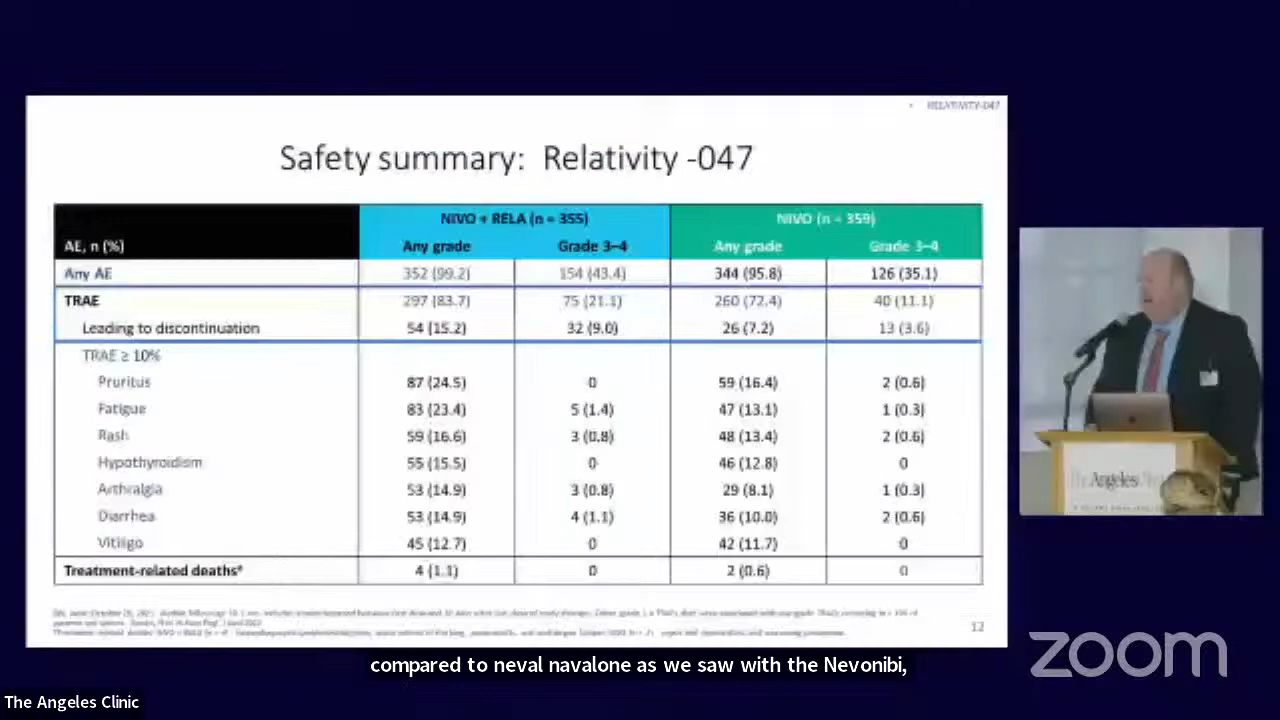 RELATIVITY-047
Safety summary: Relativity -047
NIVO + RELA (n = 355) NIVO (n = 359)
AE, n (%) Any grade Grade 3–4 Any grade Grade 3–4
Any AE 352 (99.2) 154 (43.4) 344 (95.8) 126 (35.1)
TRAE 297 (83.7) 75 (21.1) 260 (72.4) 40 (11.1)
Leading to discontinuation 54 (15.2) 32 (9.0) 26 (7.2) 13 (3.6)
TRAE ≥ 10%
Pruritus 87 (24.5) 0 59 (16.4) 2 (0.6)
Fatigue 83 (23.4) 5 (1.4) 47 (13.1) 1 (0.3)
Rash 59 (16.6) 3 (0.8) 48 (13.4) 2 (0.6)
Hypothyroidism 55 (15.5) 0 46 (12.8) 0
Arthralgia 53 (14.9) 3 (0.8) 29 (8.1) 1 (0.3)
Diarrhea 53 (14.9) 4 (1.1) 36 (10.0) 2 (0.6)
Vitiligo 45 (12.7) 0 42 (11.7) 0
Treatment-related deaths* 4 (1.1) 0 2 (0.6) 0
12
Angeles
compared to neval navalone as we saw with the Nevonibi,
zoom
The Angeles Clinic